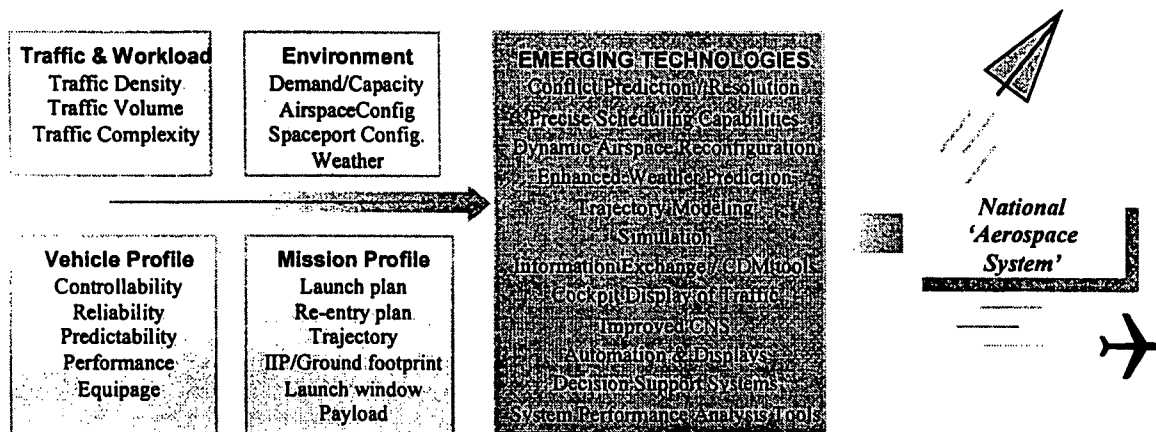 Traffic & Workload
Traffic Density
Traffic Volume
Traffic Complexity
Environment
Demand/Capacity
AirspaceConfig
Spaceport Config.
Weather
Vehicle Profile
Controllability
Reliability
Predictability
Performance
Equipage
Mission Profile
Launch plan
Re-entry plan
Trajectory
IIP/Ground footprint
Launch window
Payload
EMERGING TECHNOLOGIES
Conflict Prediction / Resolution
Precise Scheduling Capabilities
Dynamic Airspace Reconfiguration
Enhanced Weather Prediction
Trajectory Modeling
Simulation
Information Exchange / CDM tools
Cockpit Display of Traffic
Improved CNS
Automation & Displays
Decision Support Systems
System Performance Analysis Tools
National
‘Aerospace
System’